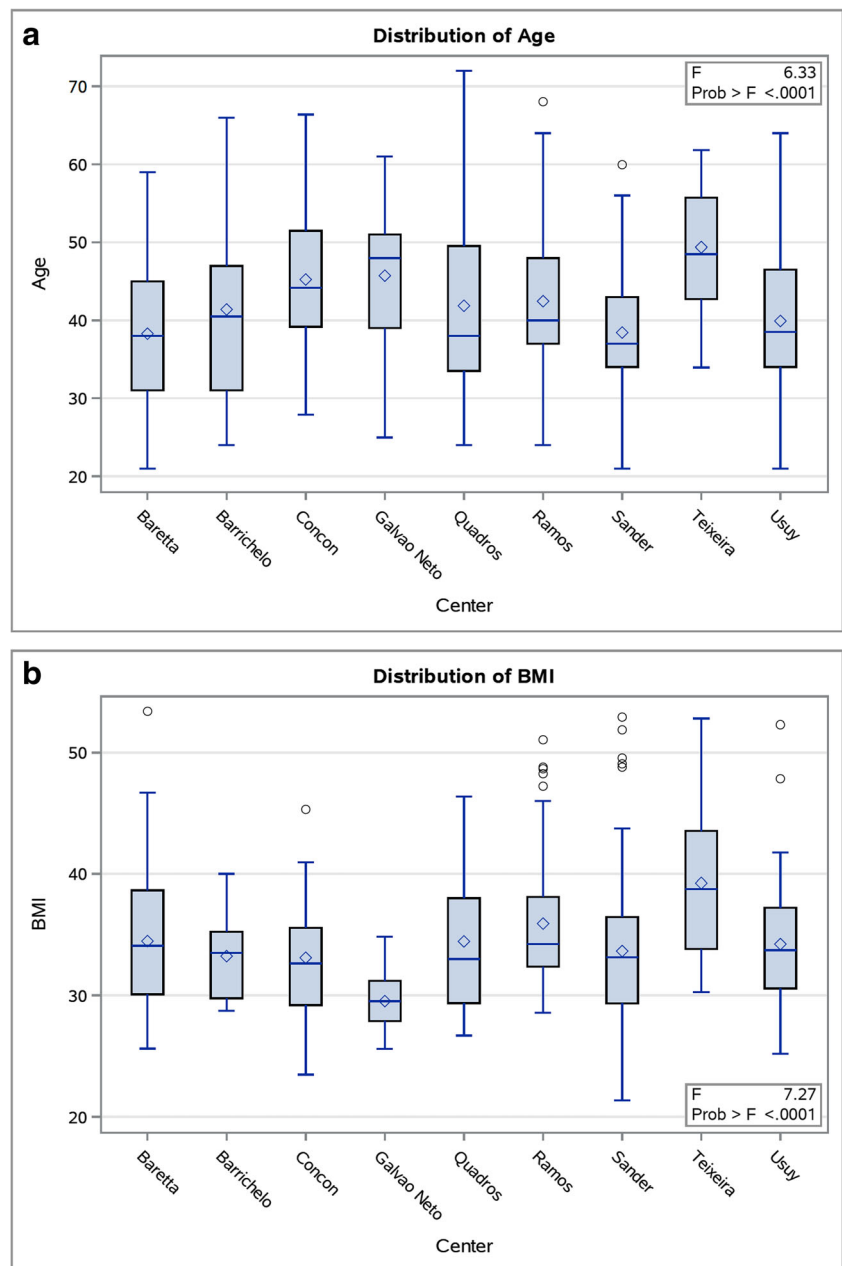 a
Distribution of Age
F 6.33
Prob > F <.0001
70
60
50
40
30
20
Age
Baretta
Barrichelo
Concon
Galvao Neto
Quadros
Ramos
Sander
Teixeira
Usuy
Center
b
Distribution of BMI
50
40
30
20
BMI
F 7.27
Prob > F <.0001
Baretta
Barrichelo
Concon
Galvao Neto
Quadros
Ramos
Sander
Teixeira
Usuy
Center